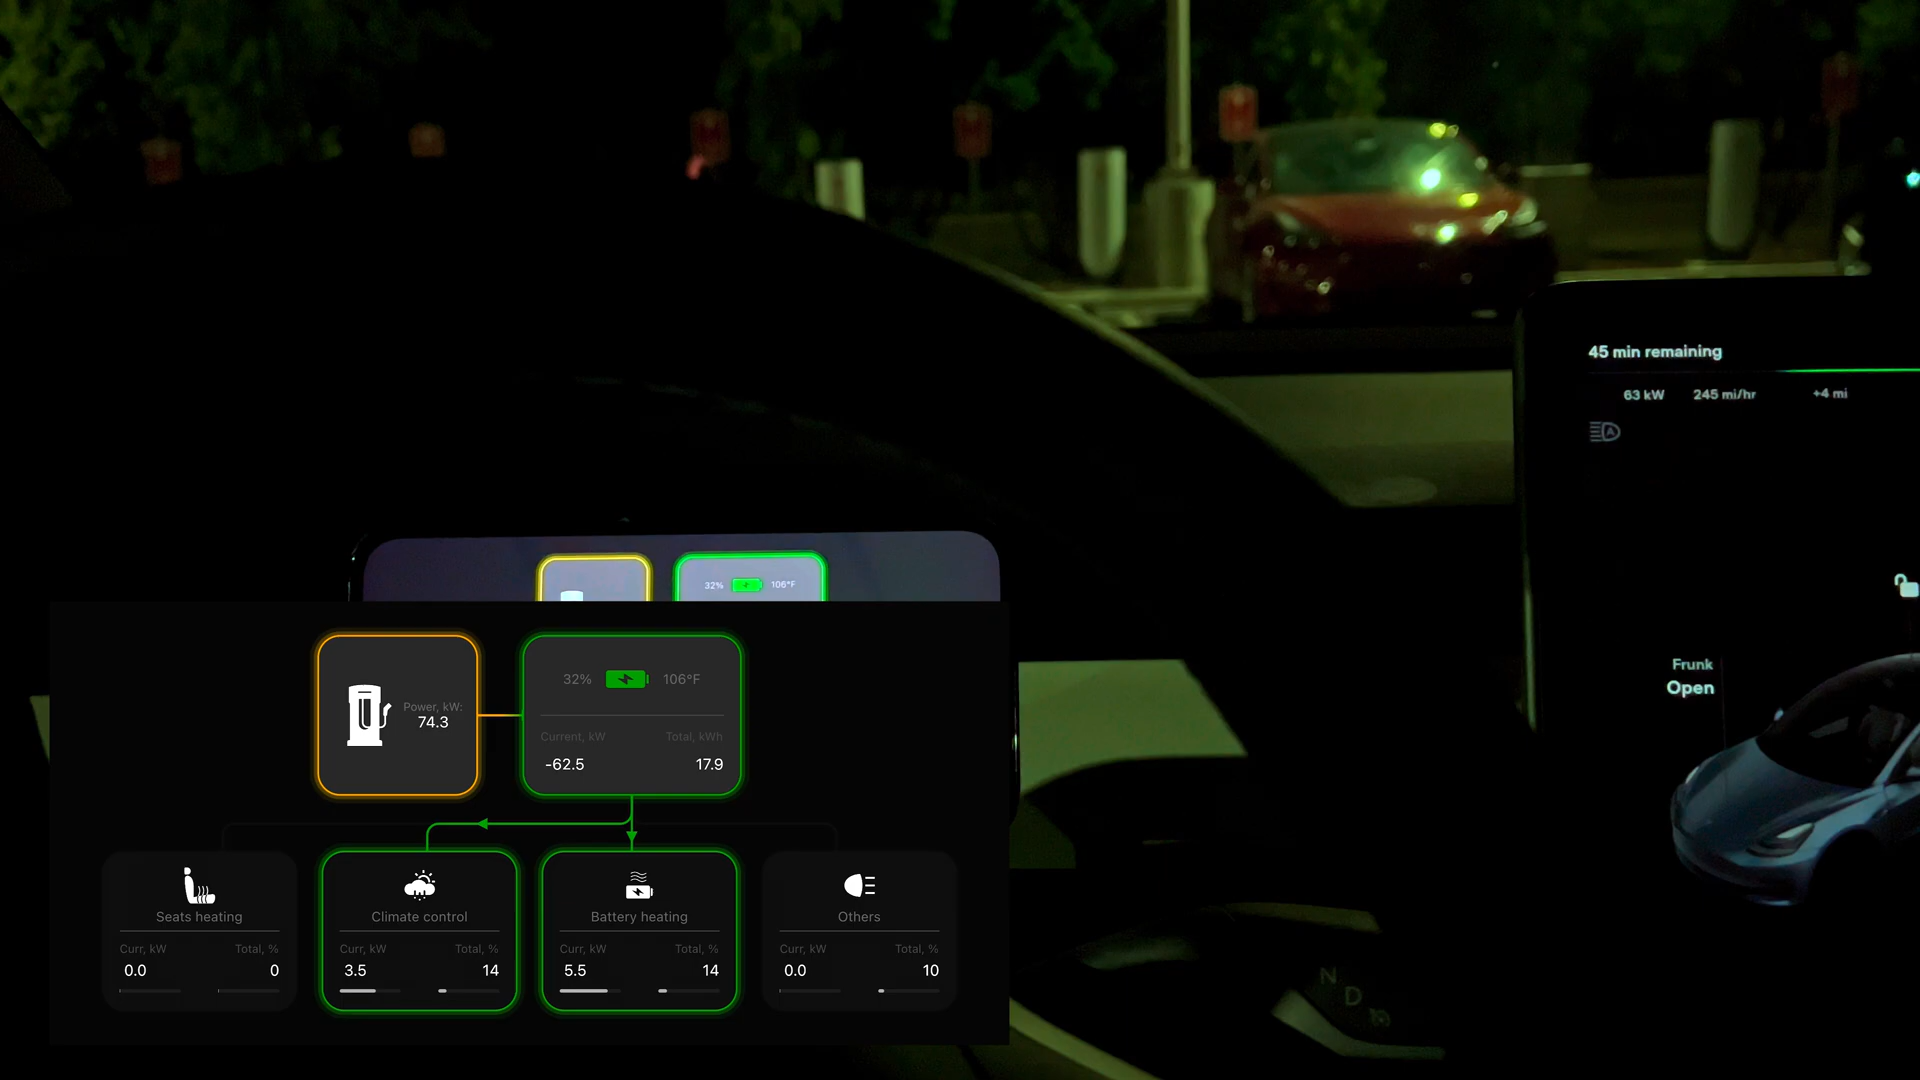 45 min remaining
63 kW 245 mi/hr +4 mi
A
32% 106°F
32% 106°F
Power, kW:
74.3
Current, kW Total, kWh
-62.5 17.9
Frunk
Open
Seats heating
Curr, kW Total, %
0.0 0
Climate control
Curr, kW Total, %
3.5 14
Battery heating
Curr, kW Total, %
5.5 14
Others
Curr, kW Total, %
0.0 10
N
D